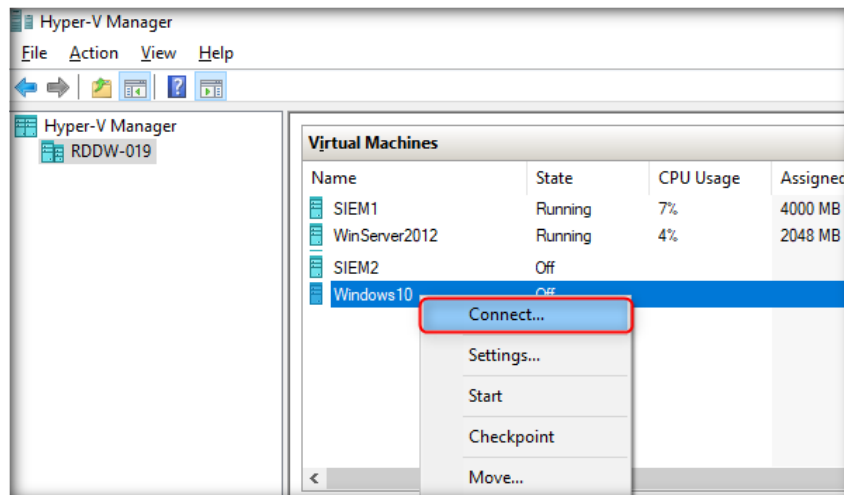 Hyper-V Manager
File Action View Help
Hyper-V Manager
RDDW-019
Virtual Machines
Name State CPU Usage Assigned
SIEM1 Running 7% 4000 MB
WinServer2012 Running 4% 2048 MB
SIEM2 Off
Windows10 Off
Connect...
Settings...
Start
Checkpoint
Move...